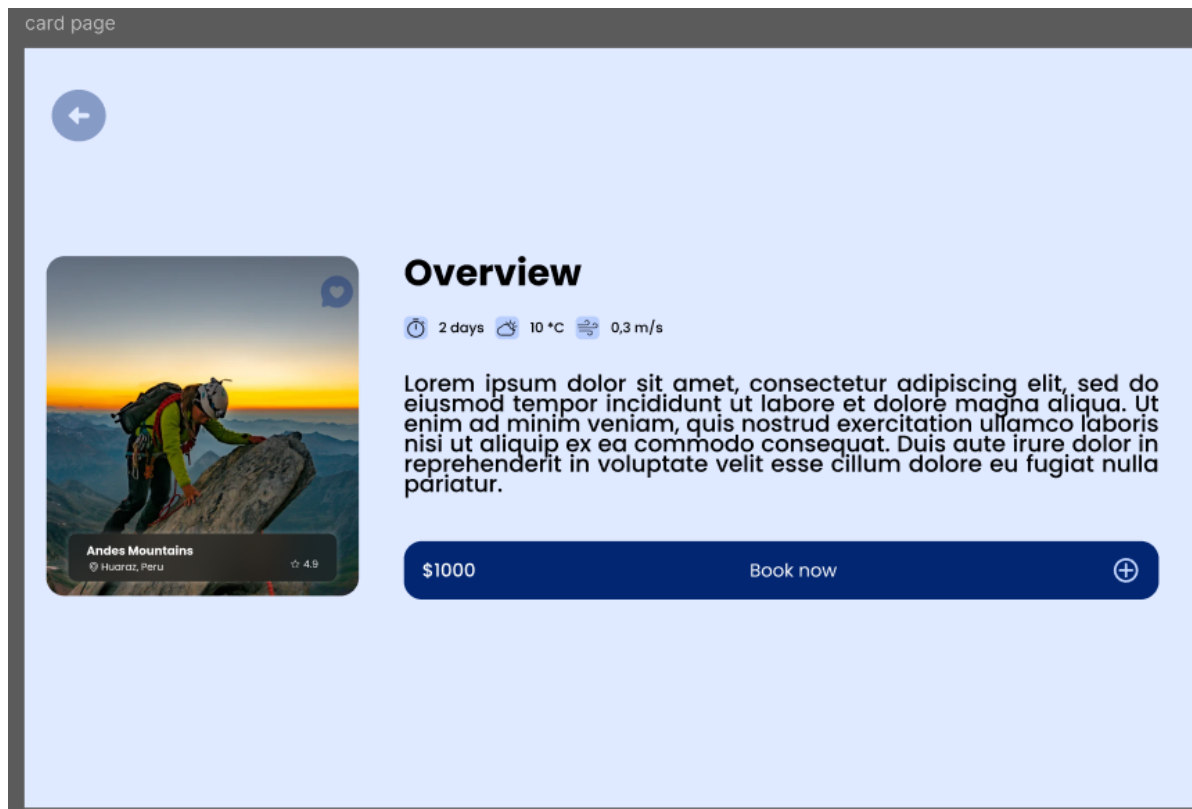 card page
Overview
2 days 10 °C 0,3 m/s
Lorem ipsum dolor sit amet, consectetur adipiscing elit, sed do
eiusmod tempor incididunt ut labore et dolore magna aliqua. Ut
enim ad minim veniam, quis nostrud exercitation ullamco laboris
nisi ut aliquip ex ea commodo consequat. Duis aute irure dolor in
reprehenderit in voluptate velit esse cillum dolore eu fugiat nulla
pariatur.
Andes Mountains
Huaraz, Peru
4.9
$1000 Book now